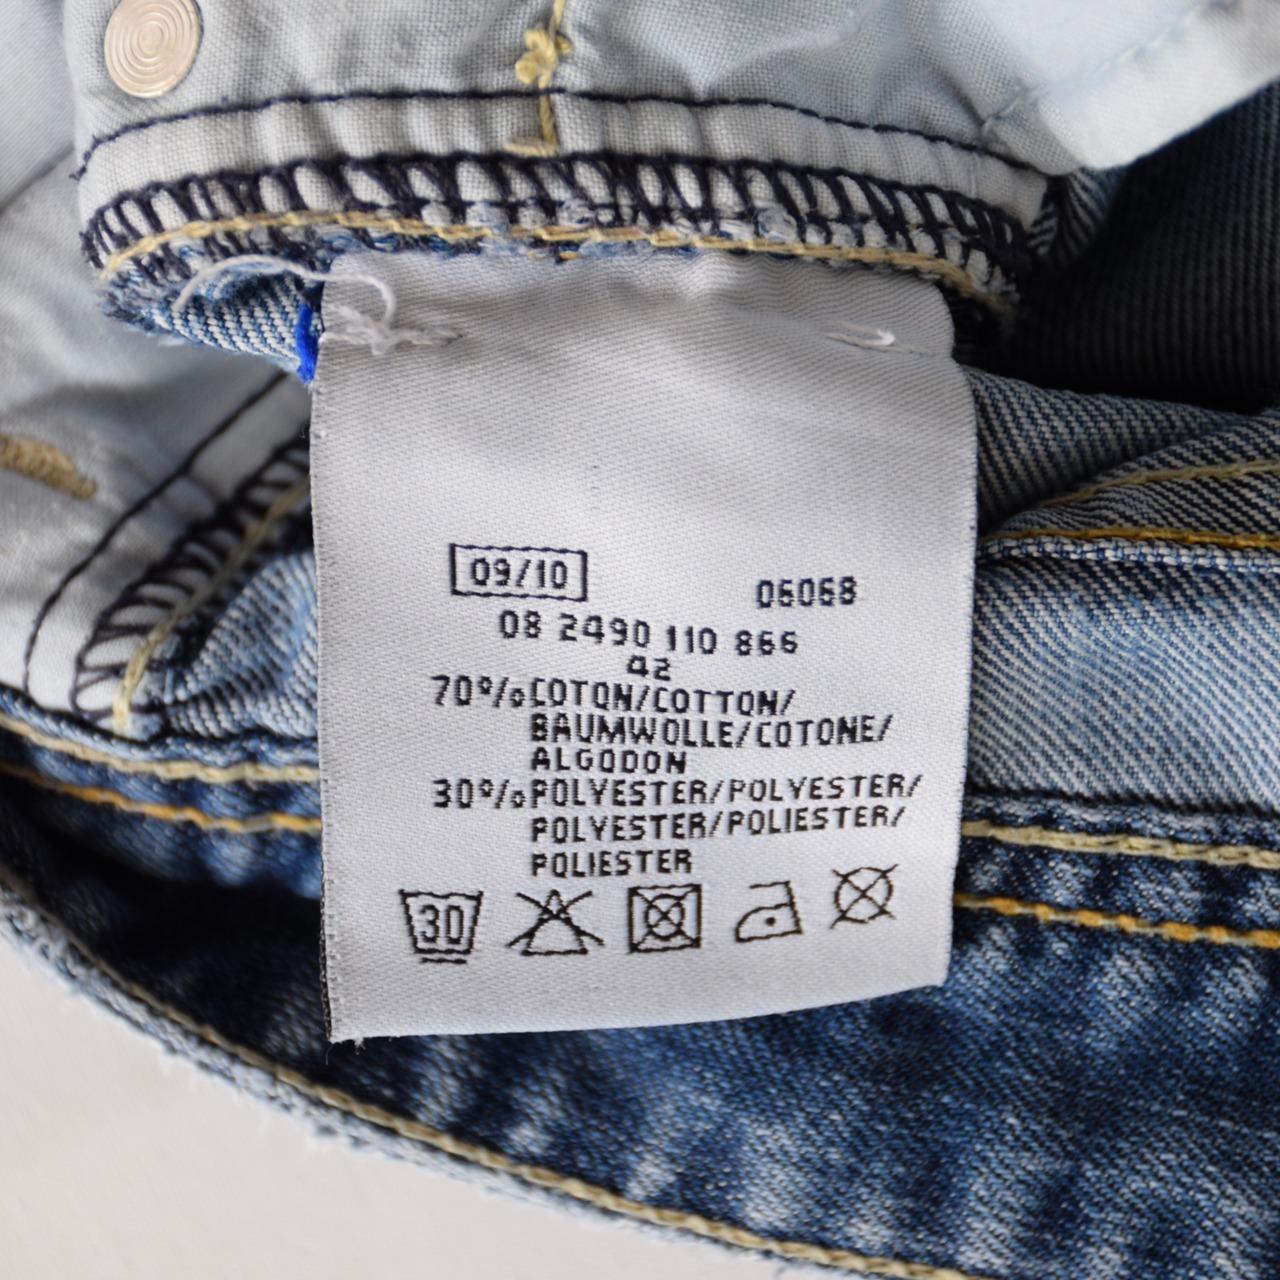 09/10 06068
08 2490 110 866
42
70%COTON/COTTON/
BAUMWOLLE/COTONE/
ALGODON
30%POLYESTER/POLYESTER/
POLYESTER/POLIESTER/
POLIESTER
30